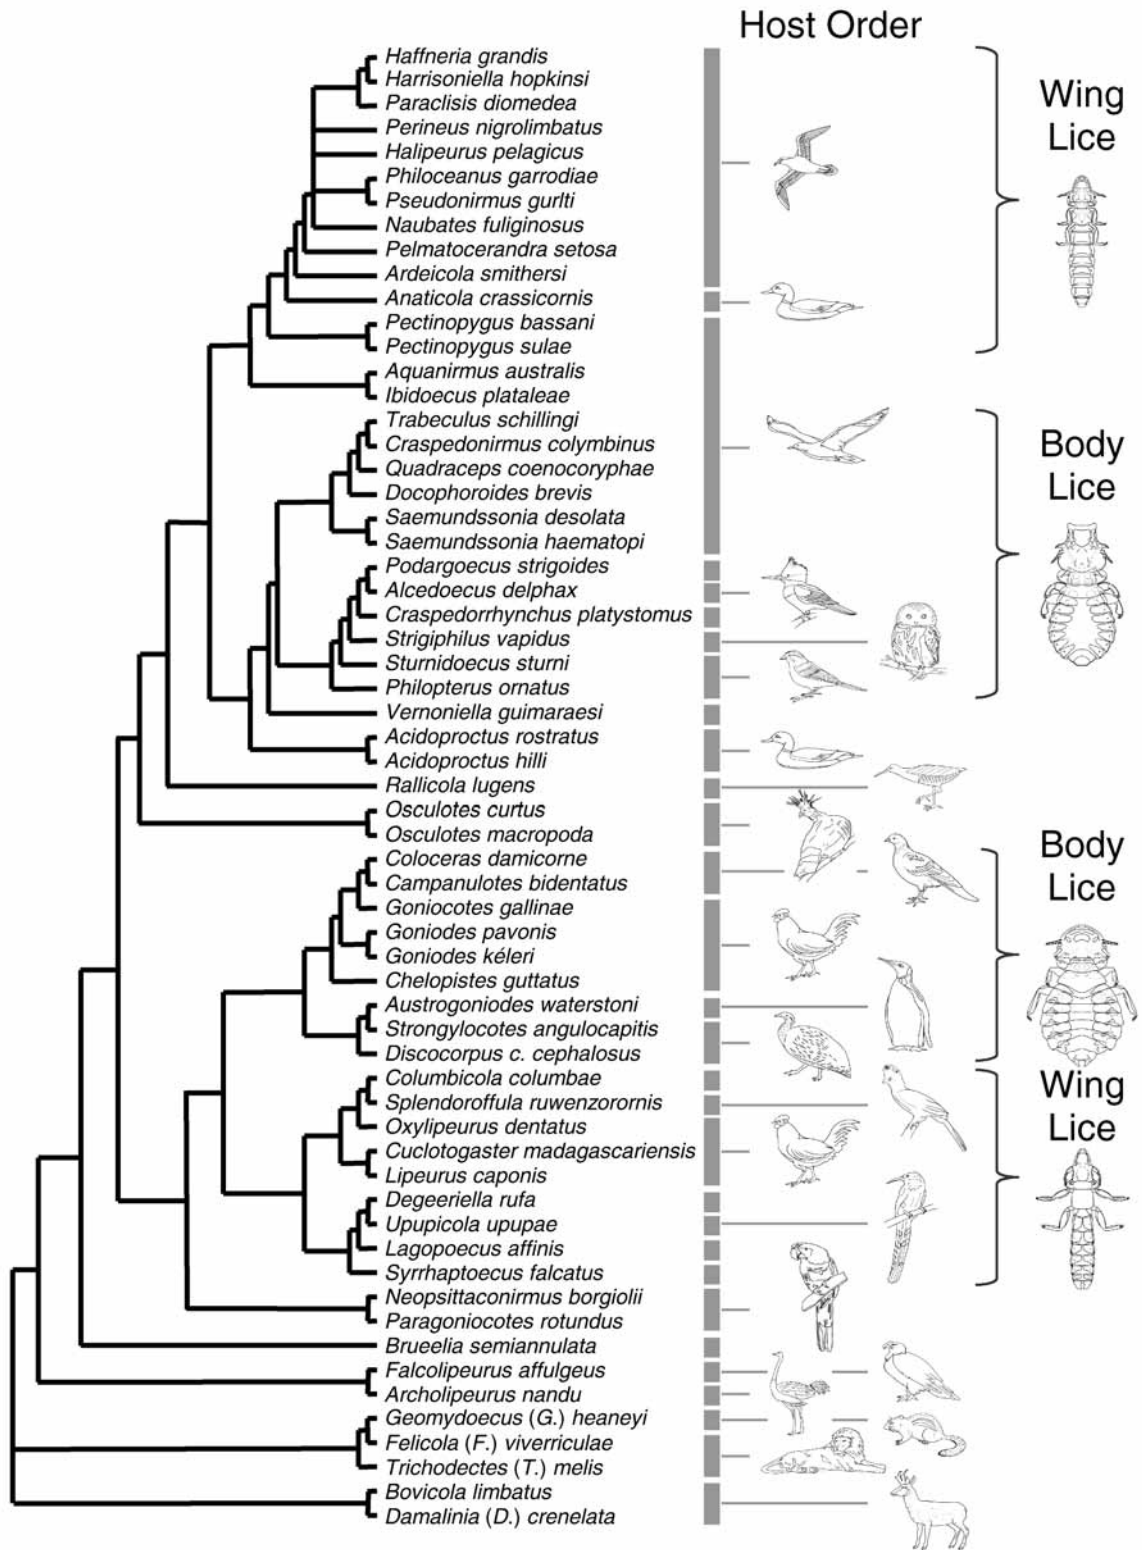 Host Order
Haffneria grandis
Harrisoniella hopkinsi
Paraclisis diomedea
Perineus nigrolimbatus
Halipeurus pelagicus
Philoceanus garrodiae
Pseudonirmus gurlti
Naubates fuliginosus
Pelmatocerandra setosa
Ardeicola smithersi
Anaticola crassicornis
Pectinopygus bassani
Pectinopygus sulae
Aquanirmus australis
Ibidoecus plataleae
Trabeculus schillingi
Craspedonirmus colymbinus
Quadraceps coenocoryphae
Docophoroides brevis
Saemundssonia desolata
Saemundssonia haematopi
Podargoecus strigoides
Alcedoecus delphax
Craspedorrhynchus platystomus
Strigiphilus vapidus
Sturnidoecus sturni
Philopterus ornatus
Vernoniella guimaraesi
Acidoproctus rostratus
Acidoproctus hilli
Rallicola lugens
Osculotes curtus
Osculotes macropoda
Coloceras damicorne
Campanulotes bidentatus
Goniocotes gallinae
Goniodes pavonis
Goniodes kéleri
Chelopistes guttatus
Austrogoniodes waterstoni
Strongylocotes angulocapitis
Discocorpus c. cephalosus
Columbicola columbae
Splendoroffula ruwenzorornis
Oxylipeurus dentatus
Cuclotogaster madagascariensis
Lipeurus caponis
Degeeriella rufa
Upupicola upupae
Lagopoecus affinis
Syrrhaptoecus falcatus
Neopsittaconirmus borgiolii
Paragoniocotes rotundus
Brueelia semiannulata
Falcolipeurus affulgeus
Archolipeurus nandu
Geomydoecus (G.) heaneyi
Felicola (F.) viverriculae
Trichodectes (T.) melis
Bovicola limbatus
Damalinia (D.) crenelata
Wing
Lice
Body
Lice
Body
Lice
Wing
Lice